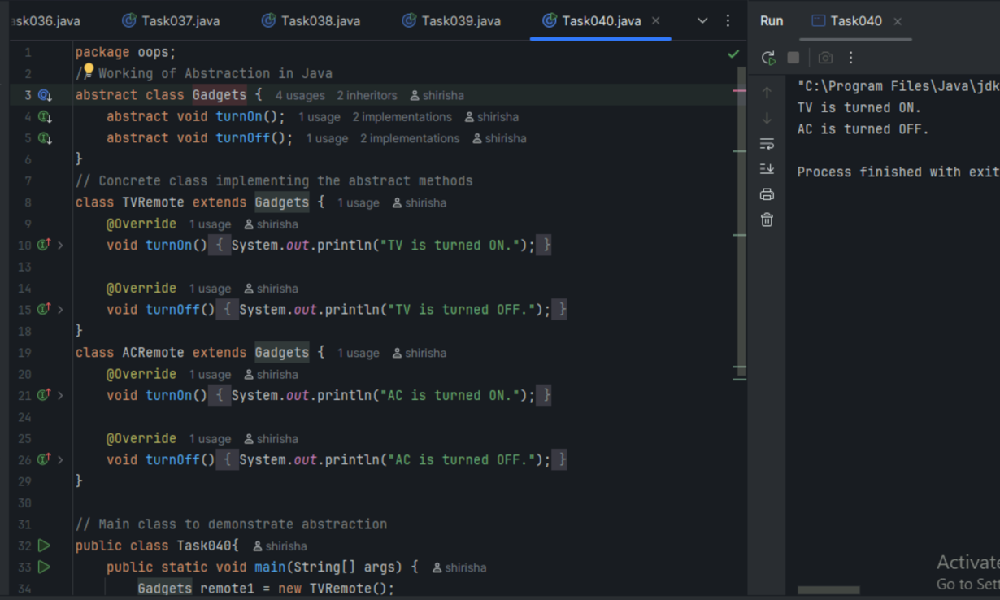 ask036.java Task037.java Task038.java Task039.java Task040.java Run Task040
1 package oops;
2 // Working of Abstraction in Java
3 abstract class Gadgets { 4 usages 2 inheritors shirisha
4 abstract void turnOn(); 1 usage 2 implementations shirisha
5 abstract void turnOff(); 1 usage 2 implementations shirisha
6 }
7 // Concrete class implementing the abstract methods
8 class TVRemote extends Gadgets { 1 usage shirisha
9 @Override 1 usage shirisha
10 void turnOn() { System.out.println("TV is turned ON."); }
13
14 @Override 1 usage shirisha
15 void turnOff() { System.out.println("TV is turned OFF."); }
18 }
19 class ACRemote extends Gadgets { 1 usage shirisha
20 @Override 1 usage shirisha
21 void turnOn() { System.out.println("AC is turned ON."); }
24
25 @Override 1 usage shirisha
26 void turnOff() { System.out.println("AC is turned OFF."); }
29 }
30
31 // Main class to demonstrate abstraction
32 public class Task040{ shirisha
33 public static void main(String[] args) { shirisha
34 Gadgets remote1 = new TVRemote();
"C:\Program Files\Java\jdk
TV is turned ON.
AC is turned OFF.
Process finished with exit
Activate
Go to Sett